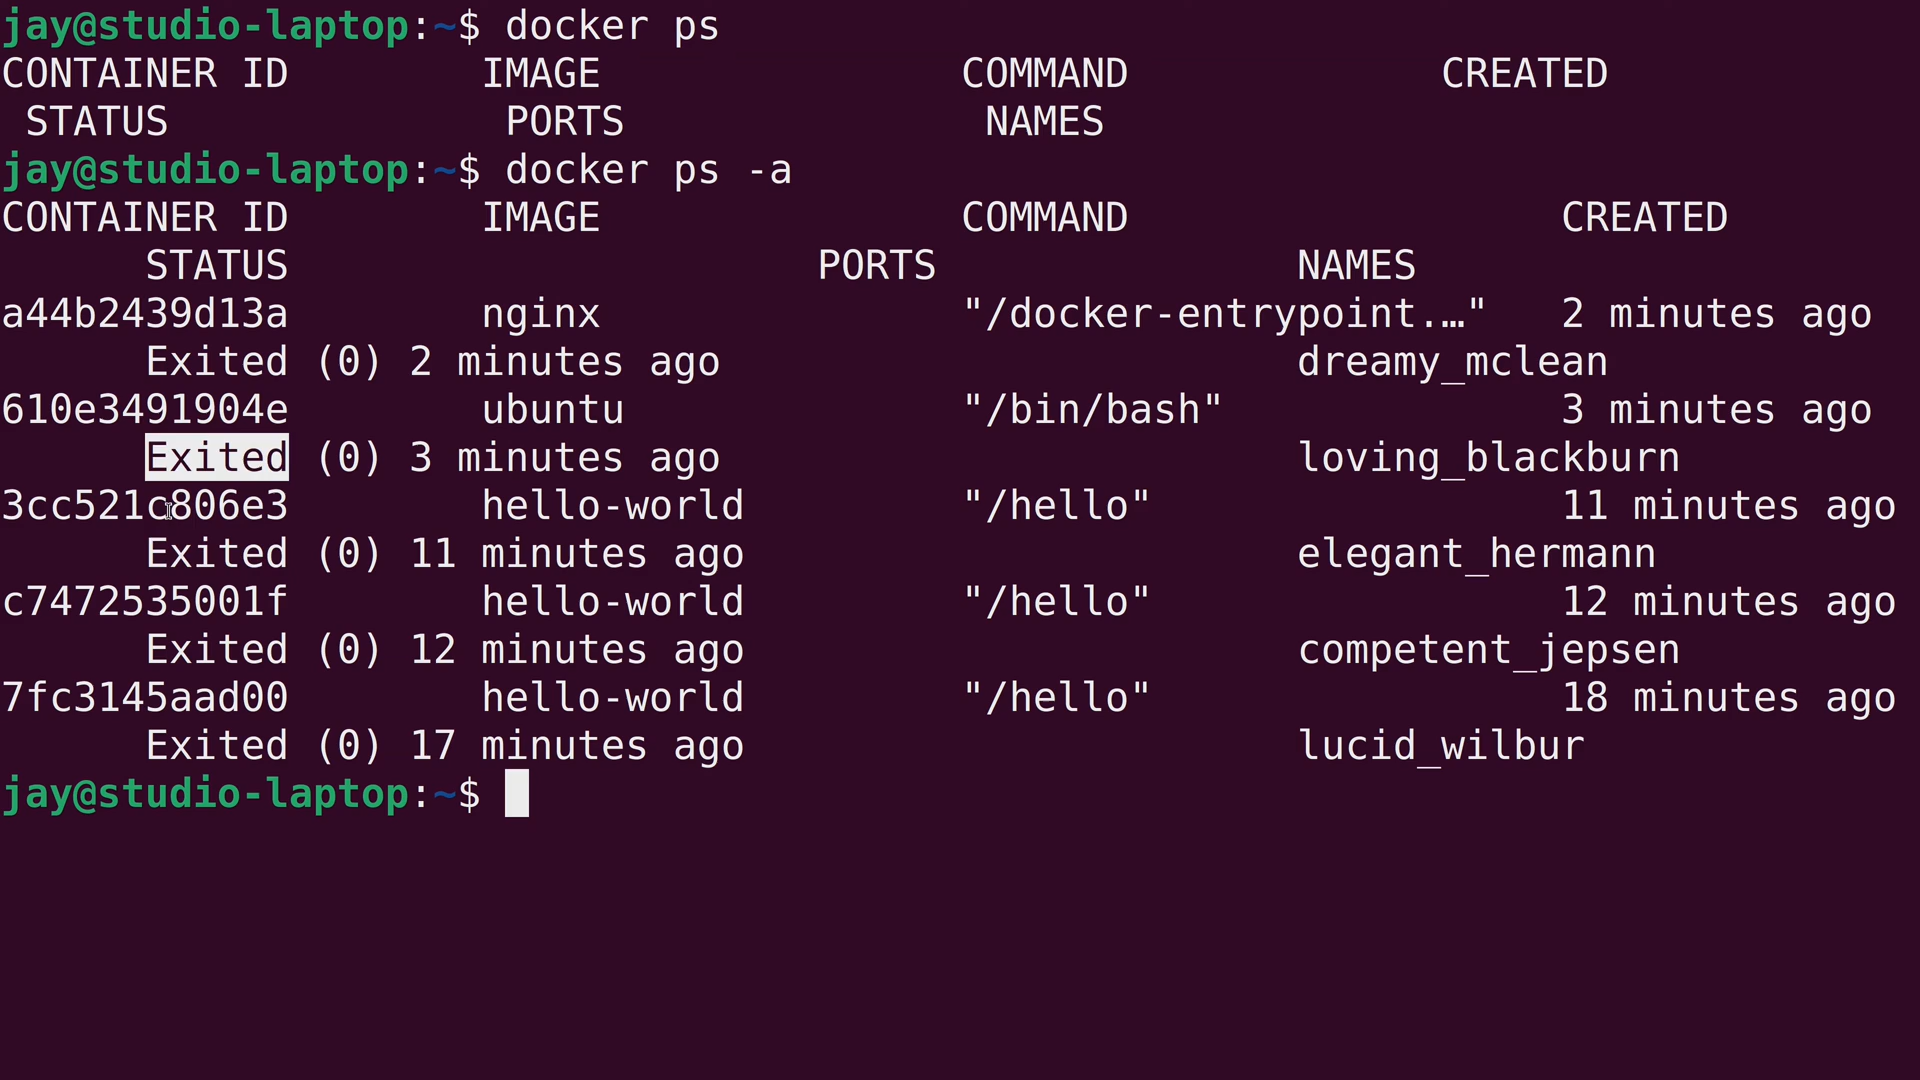 jay@studio-laptop:~$ docker ps
CONTAINER ID        IMAGE               COMMAND             CREATED
 STATUS              PORTS               NAMES
jay@studio-laptop:~$ docker ps -a
CONTAINER ID        IMAGE               COMMAND                  CREATED
      STATUS                      PORTS               NAMES
a44b2439d13a        nginx               "/docker-entrypoint.…"   2 minutes ago
      Exited (0) 2 minutes ago                        dreamy_mclean
610e3491904e        ubuntu              "/bin/bash"              3 minutes ago
      Exited (0) 3 minutes ago                        loving_blackburn
3cc521c806e3        hello-world         "/hello"                 11 minutes ago
      Exited (0) 11 minutes ago                       elegant_hermann
c7472535001f        hello-world         "/hello"                 12 minutes ago
      Exited (0) 12 minutes ago                       competent_jepsen
7fc3145aad00        hello-world         "/hello"                 18 minutes ago
      Exited (0) 17 minutes ago                       lucid_wilbur
jay@studio-laptop:~$